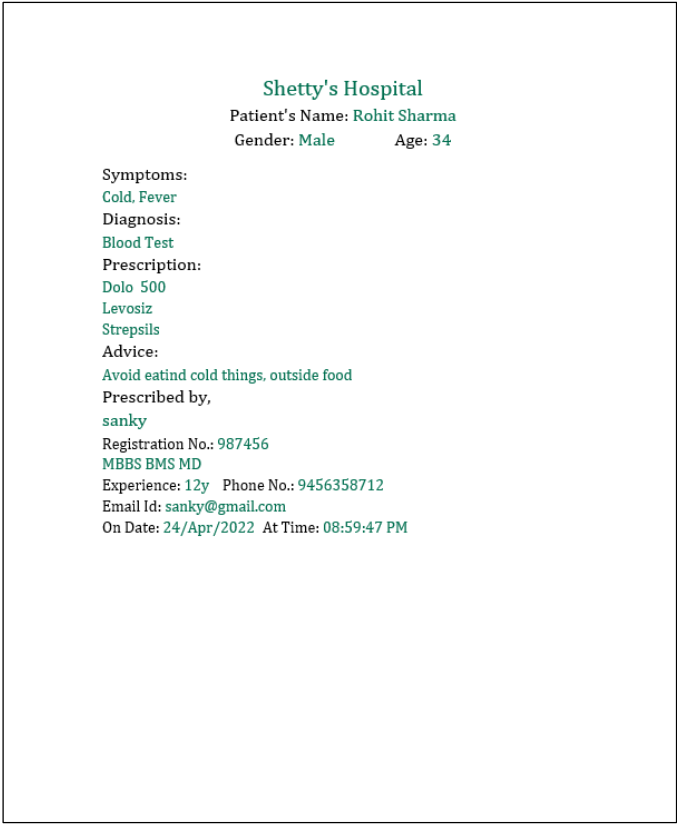 Shetty's Hospital
Patient's Name: Rohit Sharma
Gender: Male Age: 34
Symptoms:
Cold, Fever
Diagnosis:
Blood Test
Prescription:
Dolo 500
Levosiz
Strepsils
Advice:
Avoid eatind cold things, outside food
Prescribed by,
sanky
Registration No.: 987456
MBBS BMS MD
Experience: 12y Phone No.: 9456358712
Email Id: sanky@gmail.com
On Date: 24/Apr/2022 At Time: 08:59:47 PM